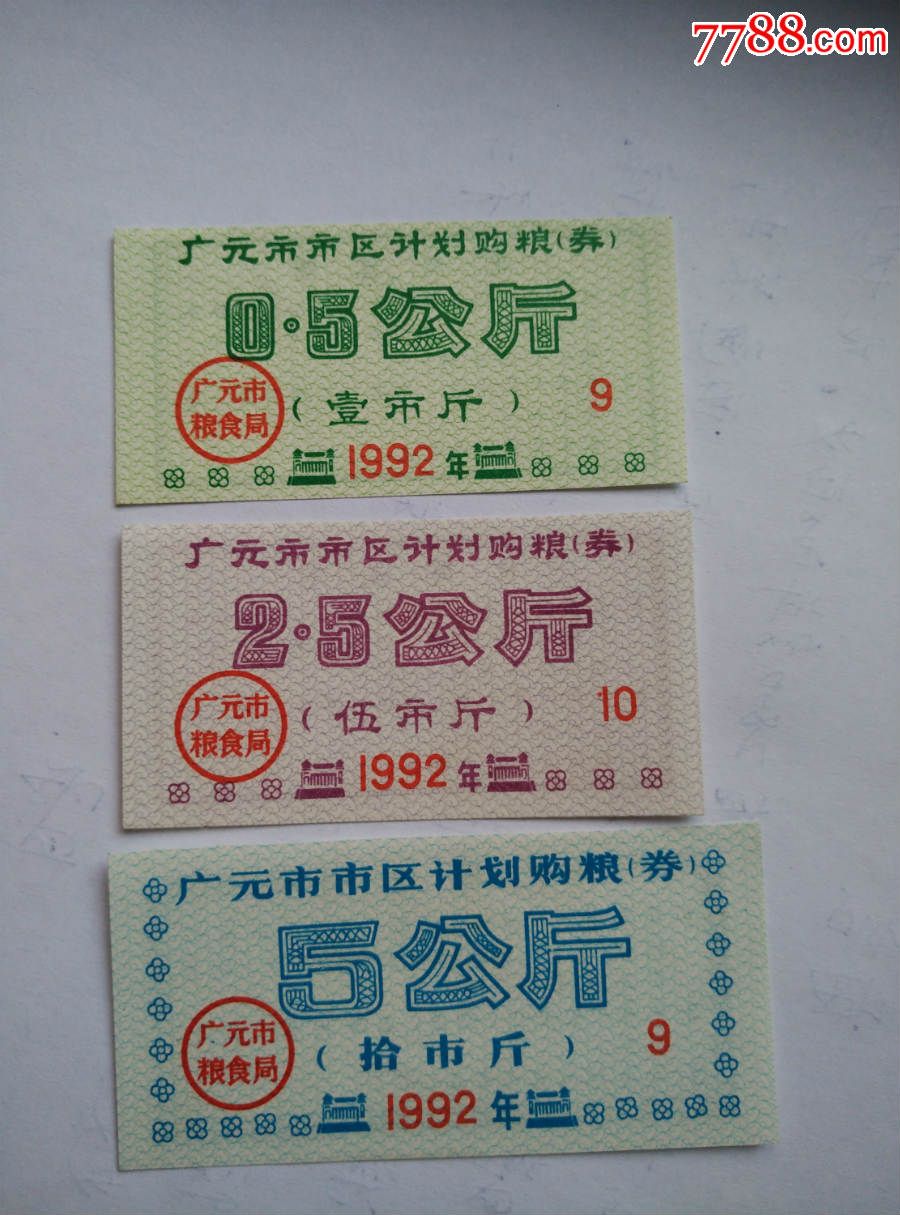 7788.com
广元市市区计划购粮(券)
0·5公斤
广元市
粮食局
(壹市斤)
9
1992年
广元市市区计划购粮(券)
2·5公斤
广元市
粮食局
(伍市斤)
10
1992年
广元市市区计划购粮(券)
5公斤
广元市
粮食局
(拾市斤)
9
1992年